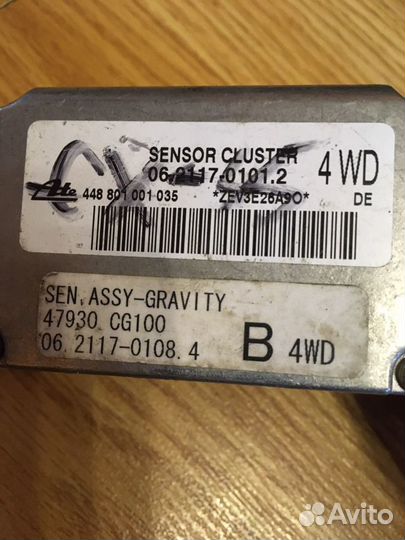 SENSOR CLUSTER
06.2117.0101.2 4 WD
Ate 448 801 001 035 *ZEV3E26A9O* DE
SEN,ASSY-GRAVITY
47930 CG100
06.2117-0108.4 B 4WD
Avito